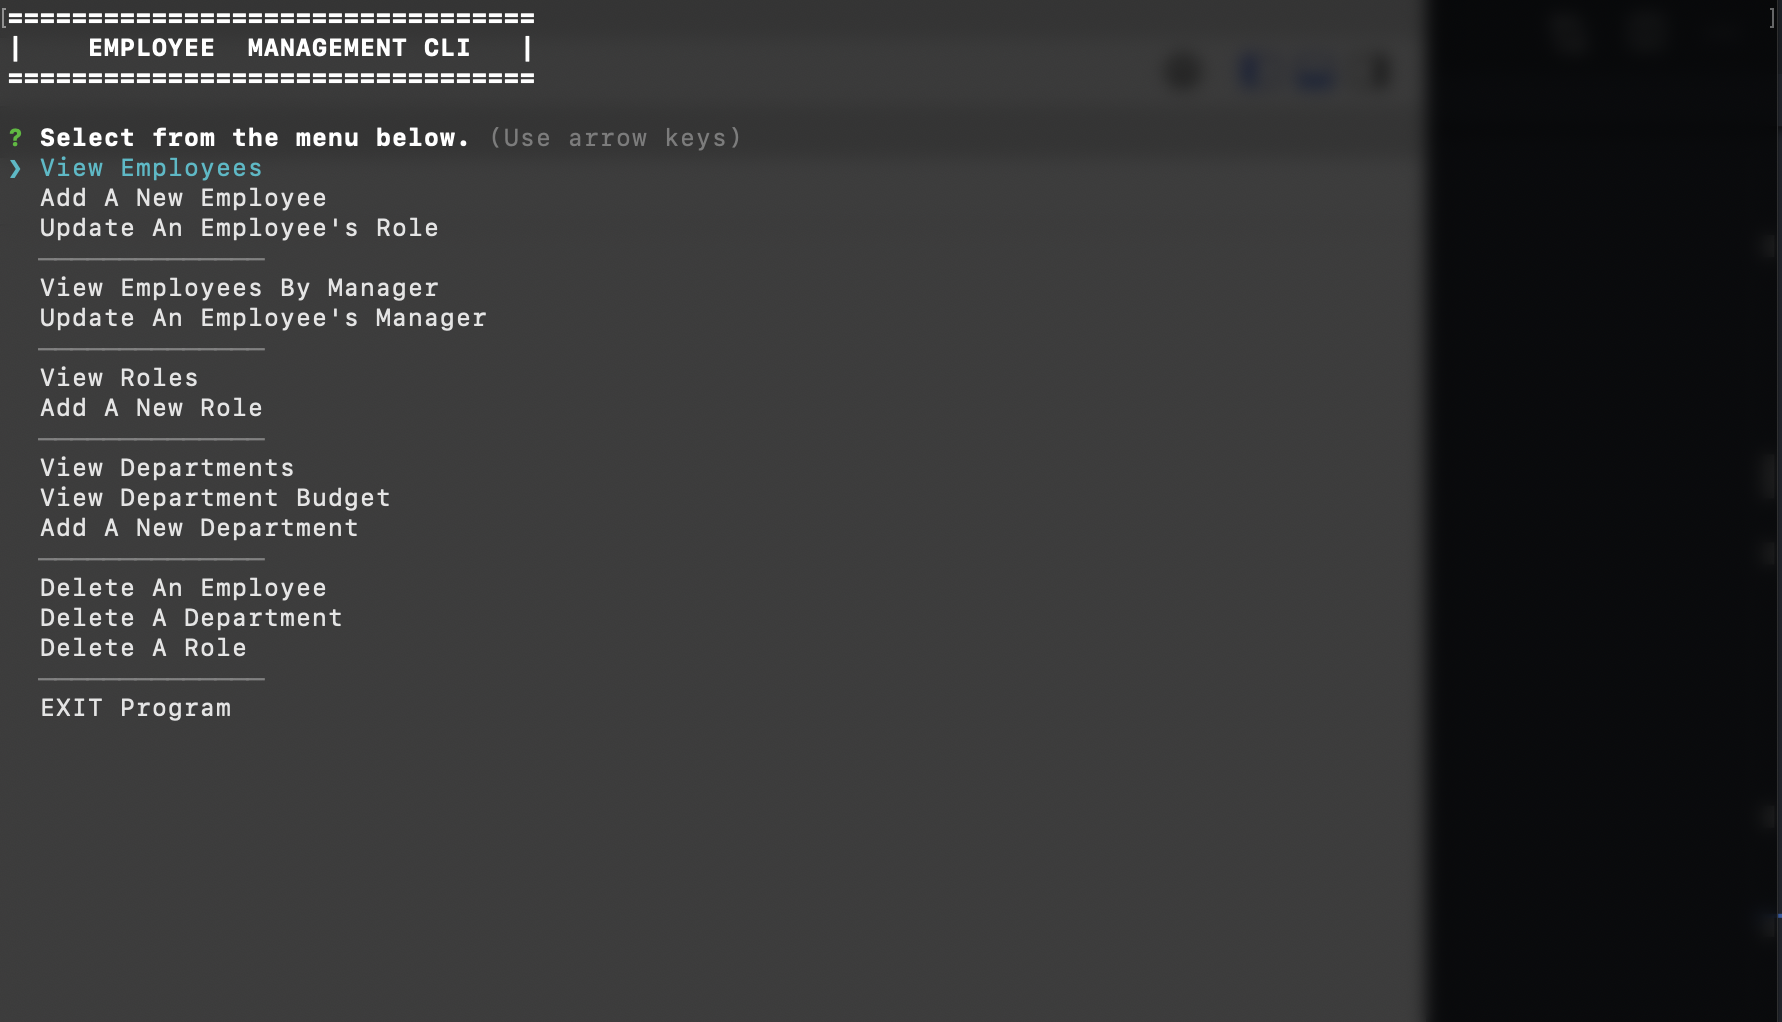 [================================= ]
|    EMPLOYEE  MANAGEMENT CLI   |
=================================
? Select from the menu below. (Use arrow keys)
❯ View Employees
Add A New Employee
Update An Employee's Role
──────────────
View Employees By Manager
Update An Employee's Manager
──────────────
View Roles
Add A New Role
──────────────
View Departments
View Department Budget
Add A New Department
──────────────
Delete An Employee
Delete A Department
Delete A Role
──────────────
EXIT Program